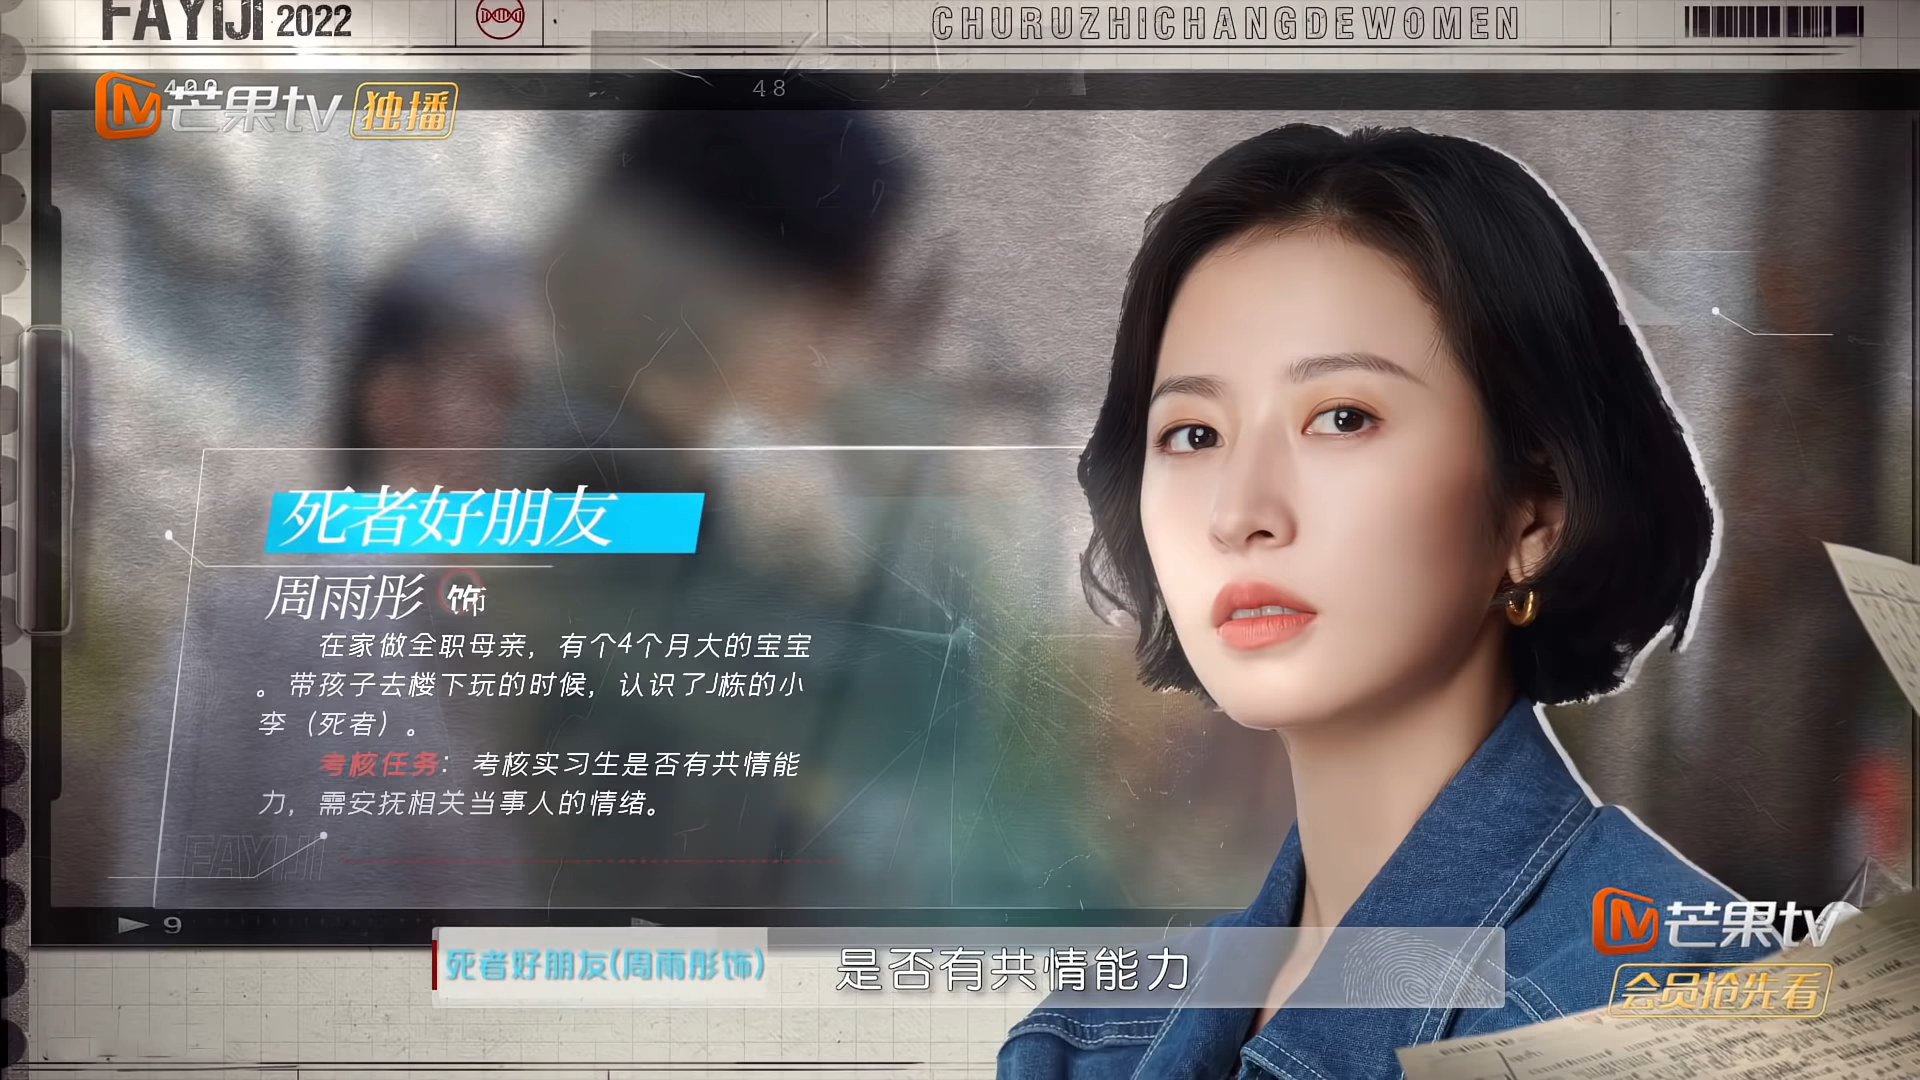 FAYIJI 2022
CHURUZHICHANGDEWOMEN
400
48
芒果tv 独播
死者好朋友
周雨彤 饰
在家做全职母亲，有个4个月大的宝宝
。带孩子去楼下玩的时候，认识了J栋的小
李（死者）。
考核任务：考核实习生是否有共情能
力，需安抚相关当事人的情绪。
FAYIJI
9
死者好朋友(周雨彤饰)
是否有共情能力
芒果tv
会员抢先看